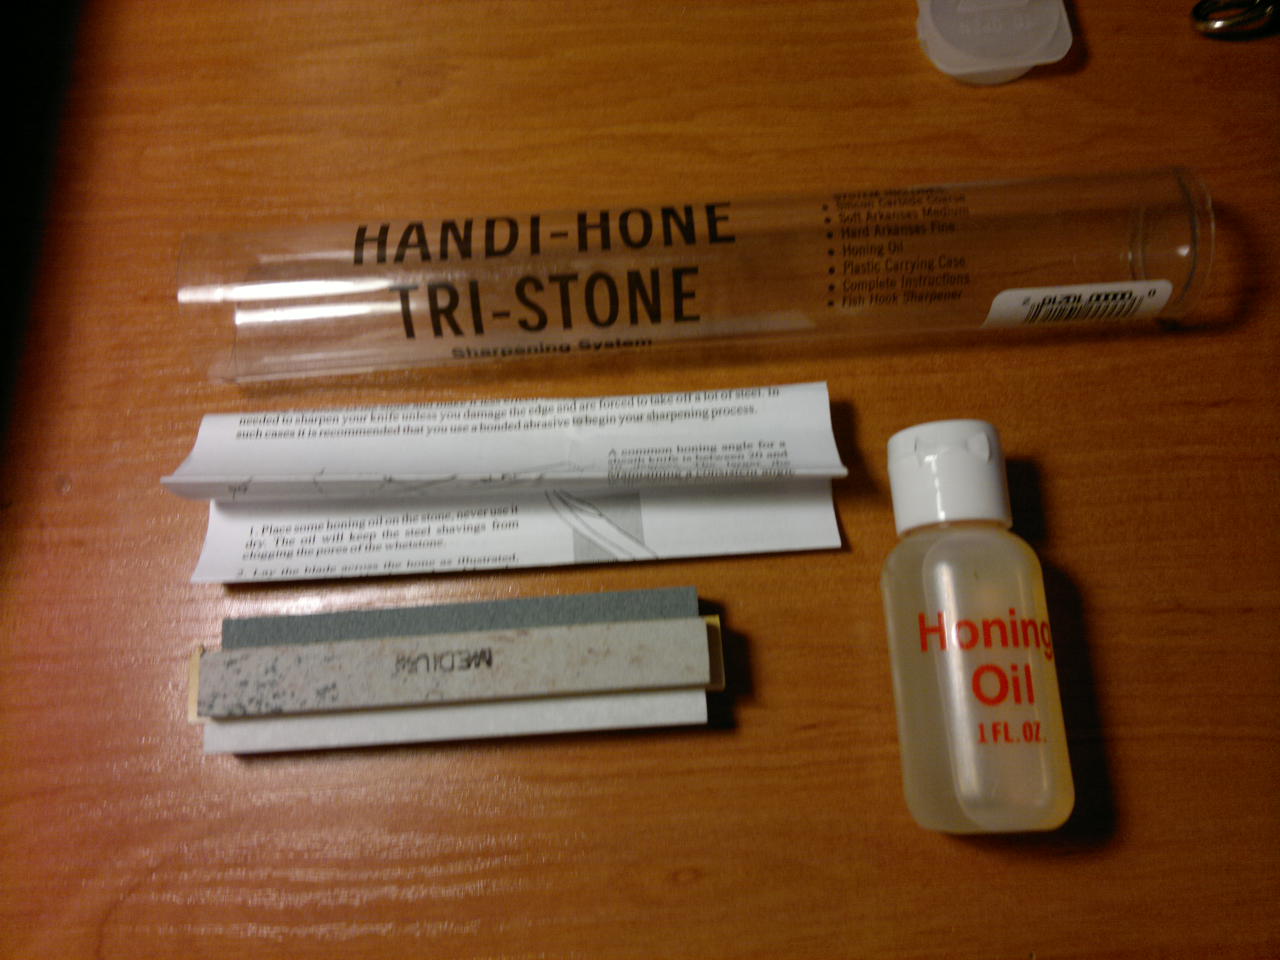 HANDI-HONE
TRI-STONE
Sharpening System
• Silicon Carbide Coarse
• Soft Arkansas Medium
• Hard Arkansas Fine
• Honing Oil
• Plastic Carrying Case
• Complete Instructions
• Fish Hook Sharpener
needed to sharpen your knife unless you damage the edge and are forced to take off a lot of steel. In
such cases it is recommended that you use a bonded abrasive to begin your sharpening process.
A common honing angle for a
maintaining a consistent angle
1. Place some honing oil on the stone, never use it
dry. The oil will keep the steel shavings from
clogging the pores of the whetstone.
2. Lay the blade across the hone as illustrated.
MEDIUM
Honing
Oil
1 FL. OZ.